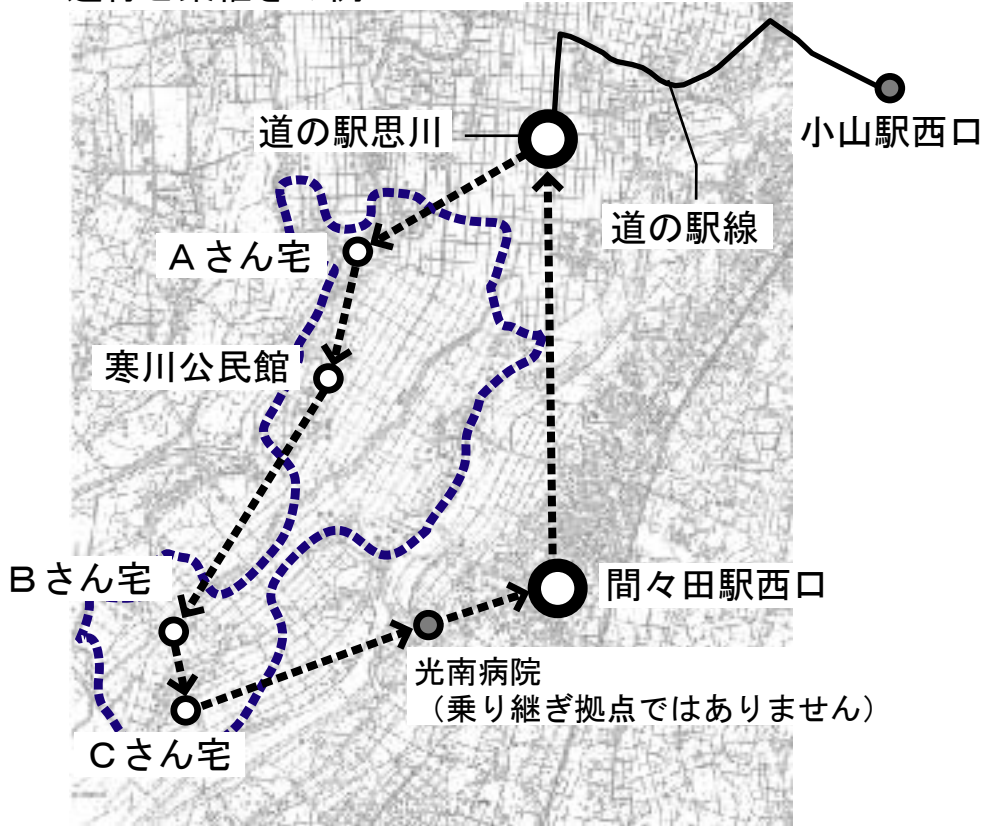 道の駅思川
小山駅西口
道の駅線
Ａさん宅
寒川公民館
Ｂさん宅
間々田駅西口
光南病院
（乗り継ぎ拠点ではありません）
Ｃさん宅